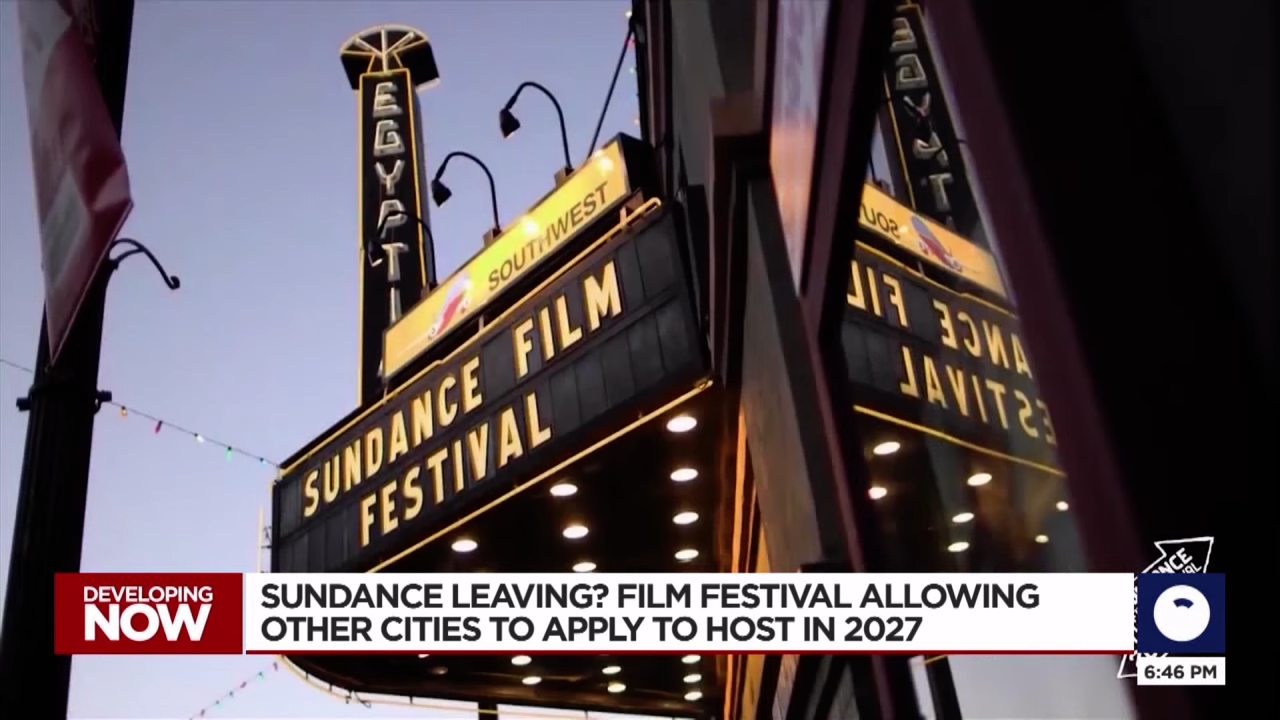 EGYPTIA
SOUTHWEST
SUNDANCE FILM
FESTIVAL
DEVELOPING
NOW
SUNDANCE LEAVING? FILM FESTIVAL ALLOWING
OTHER CITIES TO APPLY TO HOST IN 2027
6:46 PM